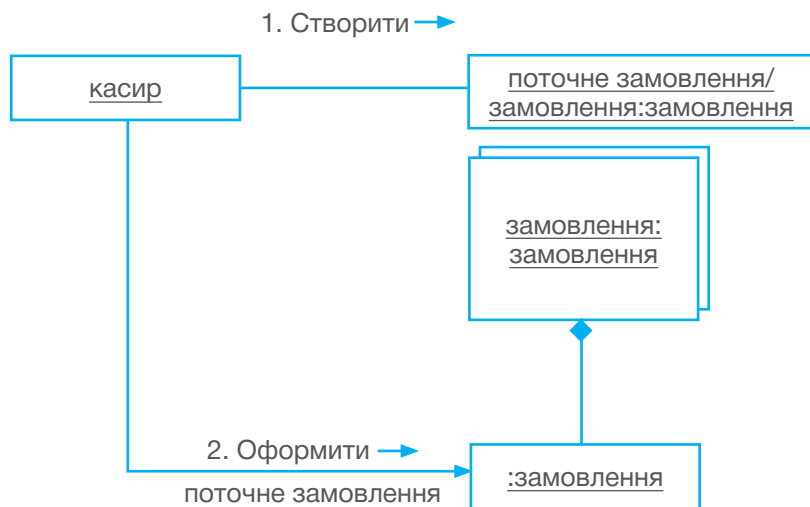 1. Створити
касир
поточне замовлення/
замовлення:замовлення
замовлення:
замовлення
2. Оформити
поточне замовлення
:замовлення